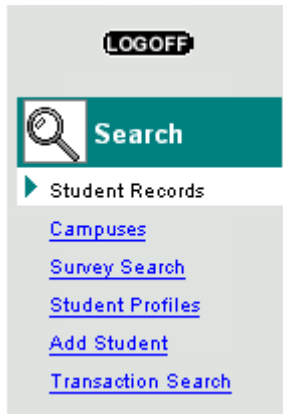 LOGOFF
Search
Student Records
Campuses
Survey Search
Student Profiles
Add Student
Transaction Search